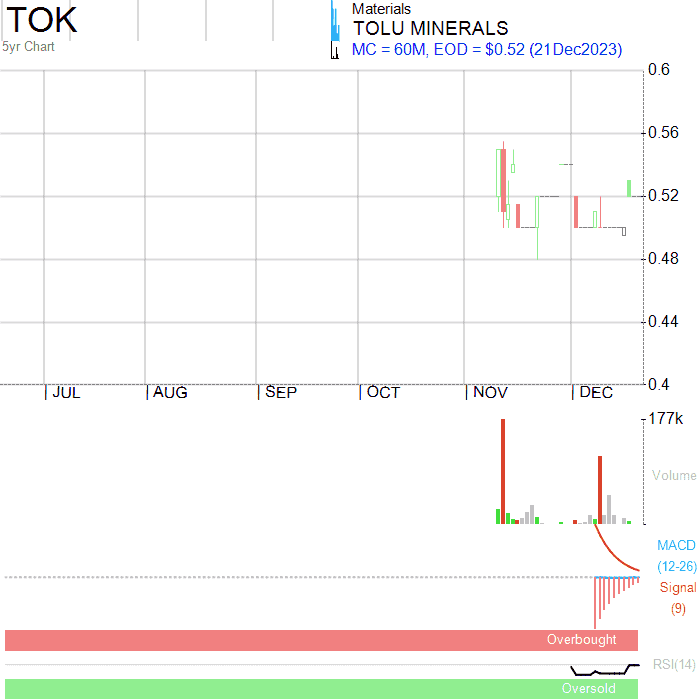 TOK
5yr Chart
Materials
TOLU MINERALS
MC = 60M, EOD = $0.52 (21Dec2023)
0.6
0.56
0.52
0.48
0.44
0.4
JUL AUG SEP OCT NOV DEC
177k
Volume
MACD
(12-26)
Signal
(9)
Overbought
RSI(14)
Oversold